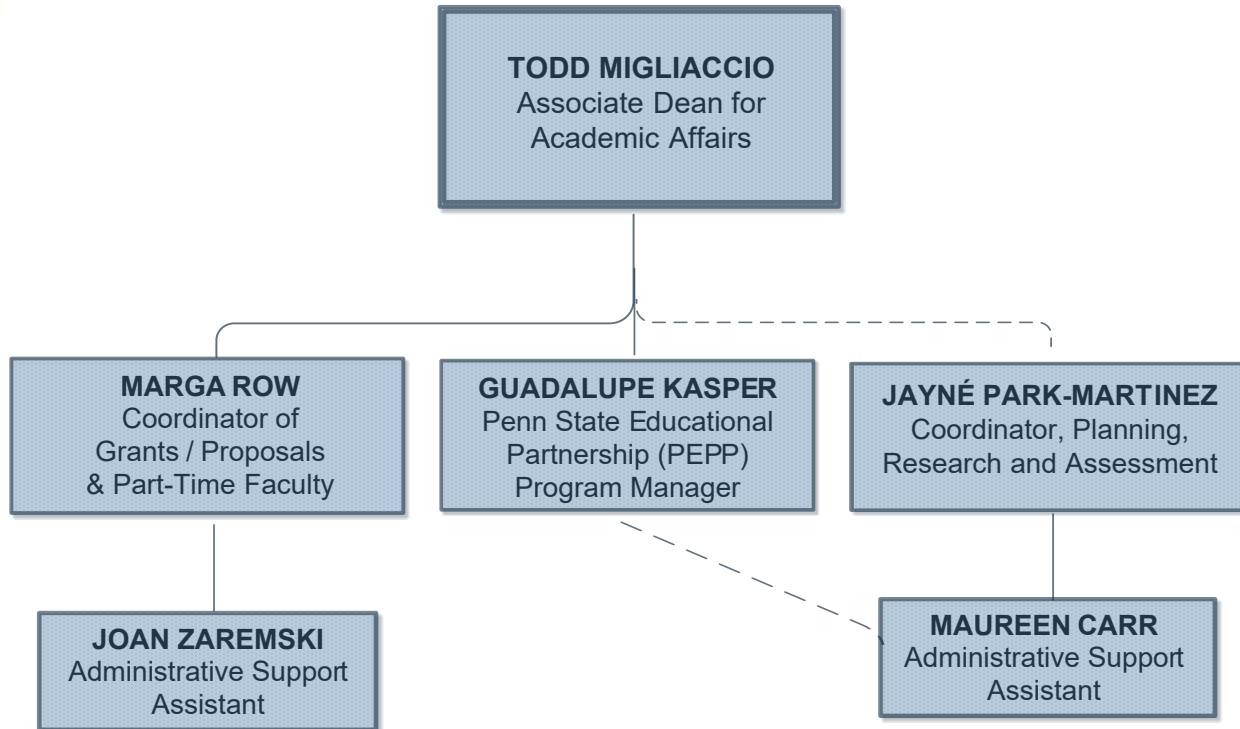 TODD MIGLIACCIO
Associate Dean for
Academic Affairs
MARGA ROW
Coordinator of
Grants / Proposals
& Part-Time Faculty
GUADALUPE KASPER
Penn State Educational
Partnership (PEPP)
Program Manager
JAYNÉ PARK-MARTINEZ
Coordinator, Planning,
Research and Assessment
JOAN ZAREMSKI
Administrative Support
Assistant
MAUREEN CARR
Administrative Support
Assistant